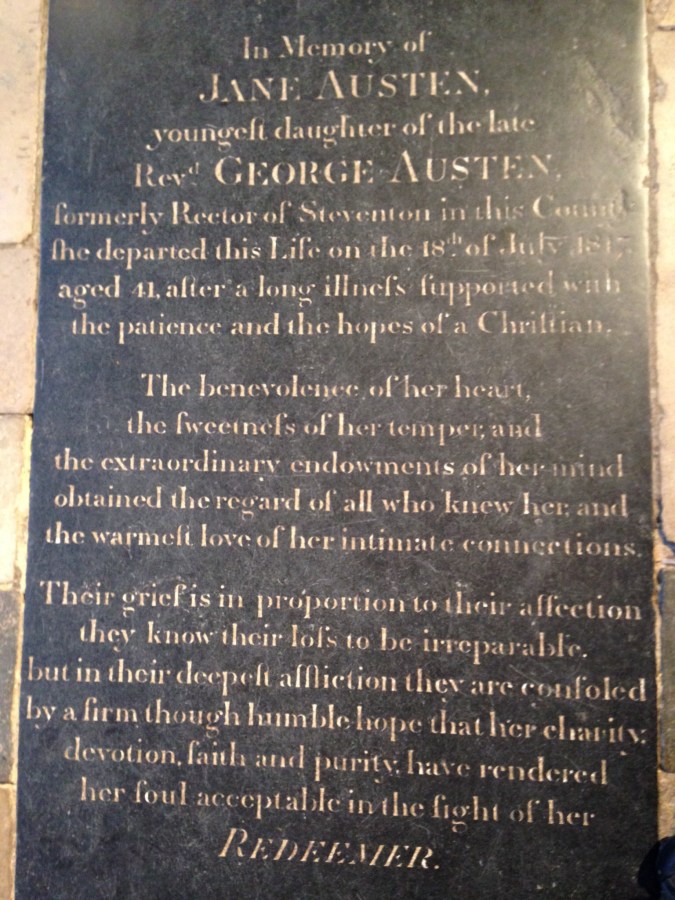 In Memory of
JANE AUSTEN,
youngeſt daughter of the late
Revd GEORGE AUSTEN,
formerly Rector of Steventon in this County
ſhe departed this Life on the 18th of July 1817,
aged 41, after a long illneſs ſupported with
the patience and the hopes of a Chriſtian.
The benevolence of her heart,
the ſweetneſs of her temper, and
the extraordinary endowments of her mind
obtained the regard of all who knew her, and
the warmeſt love of her intimate connections.
Their grief is in proportion to their affection
they know their loſs to be irreparable,
but in their deepeſt affliction they are conſoled
by a firm though humble hope that her charity,
devotion, faith and purity, have rendered
her ſoul acceptable in the ſight of her
REDEEMER.